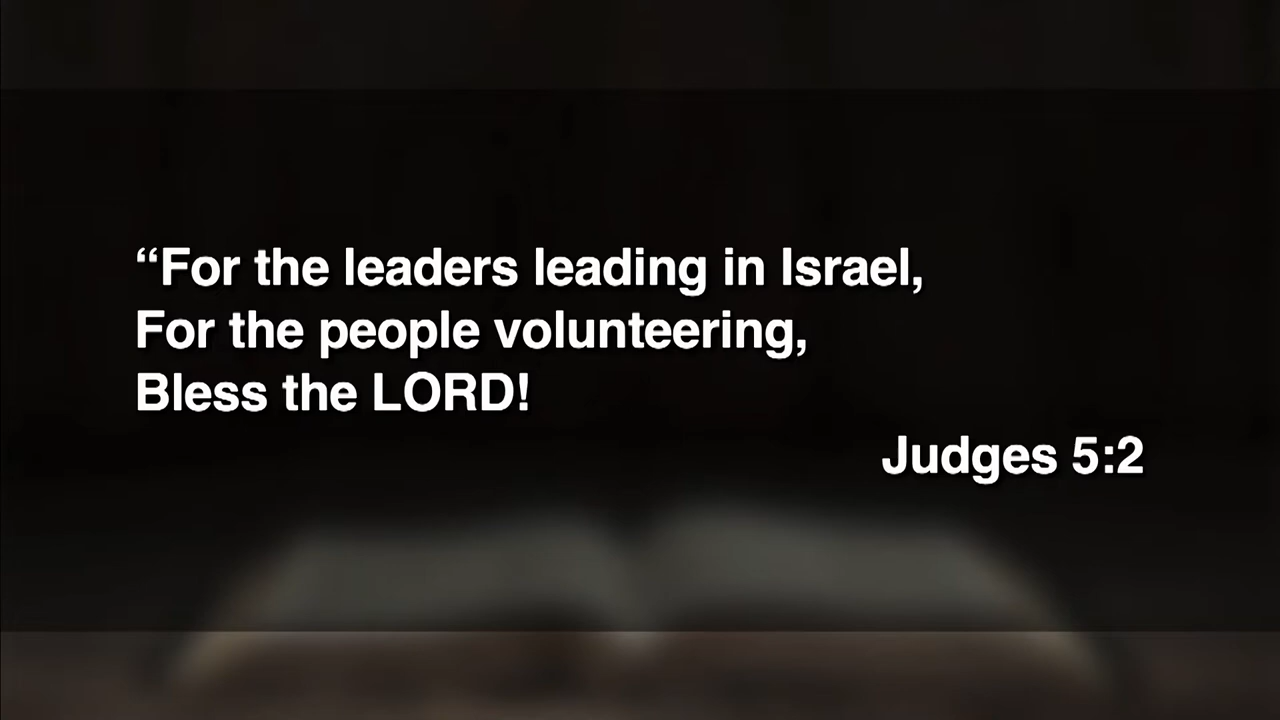 “For the leaders leading in Israel,
For the people volunteering,
Bless the LORD!
Judges 5:2